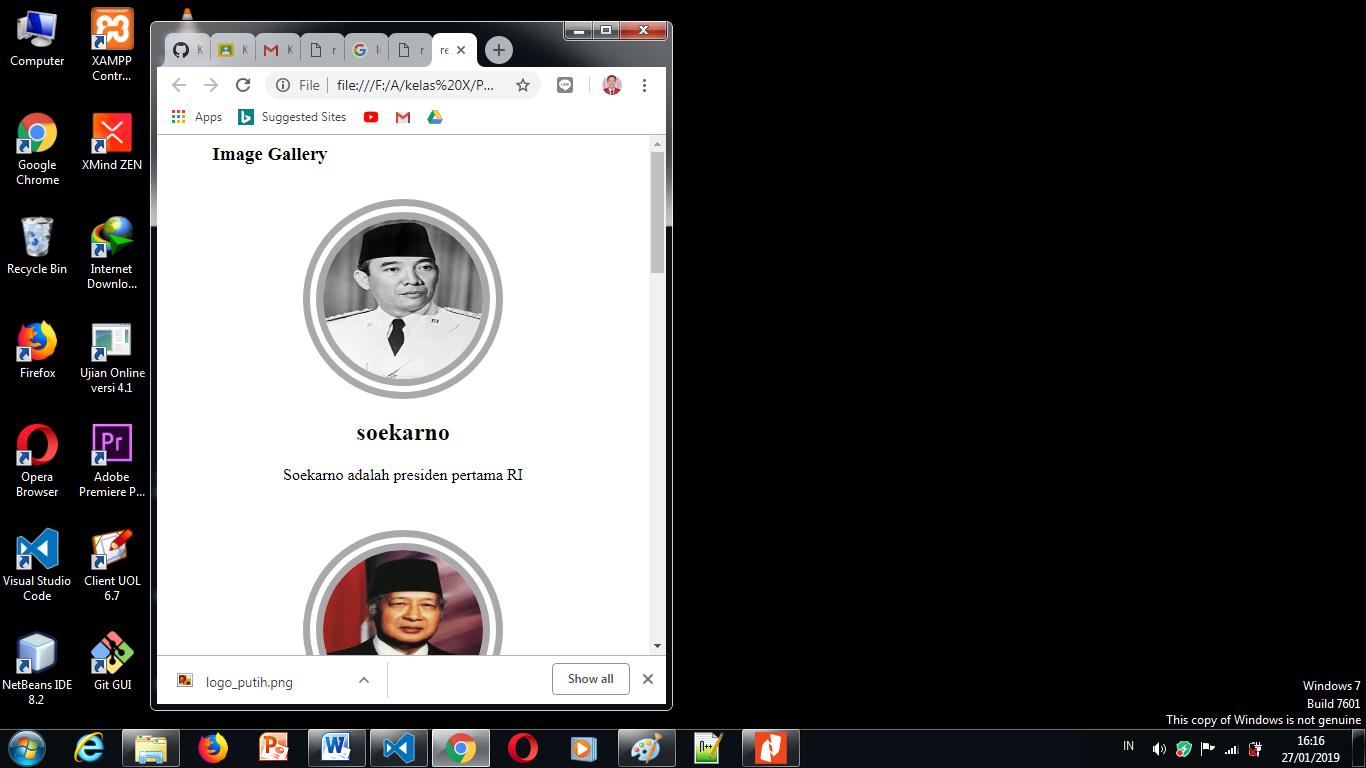 Computer
XAMPP
Contr...
Google
Chrome
XMind ZEN
Recycle Bin
Internet
Downlo...
Firefox
Ujian Online
versi 4.1
Opera
Browser
Adobe
Premiere P...
Visual Studio
Code
Client UOL
6.7
NetBeans IDE
8.2
Git GUI
K
K
K
r
r
re
File
file:///F:/A/kelas%20X/P...
Apps
Suggested Sites
Image Gallery
soekarno
Soekarno adalah presiden pertama RI
logo_putih.png
Show all
Windows 7
Build 7601
This copy of Windows is not genuine
IN
16:16
27/01/2019